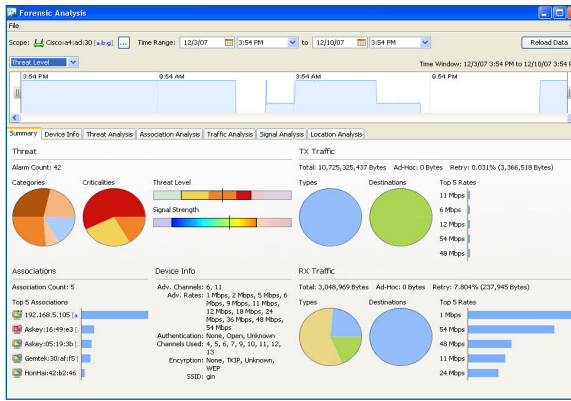 Forensic Analysis
File
Scope: Cisco:a4:ad:30 [a,b,g] ... Time Range: 12/3/07 3:54 PM to 12/10/07 3:54 PM Reload Data
Threat Level Time Window: 12/3/07 3:54 PM to 12/10/07 3:54
3:54 PM 9:54 AM 3:54 AM 9:54 PM
Summary Device Info Threat Analysis Association Analysis Traffic Analysis Signal Analysis Location Analysis
Threat
Alarm Count: 42
Categories Criticalities Threat Level
Signal Strength
TX Traffic
Total: 10,725,325,437 Bytes Ad-Hoc: 0 Bytes Retry: 0.031% (3,366,518 Bytes)
Types Destinations Top 5 Rates
11 Mbps
6 Mbps
12 Mbps
54 Mbps
48 Mbps
Associations
Association Count: 5
Top 5 Associations
192.168.5.105 [a
Askey:16:49:e3 [.
Askey:05:19:3b [.
Gemtek:30:af:f5 [
HonHai:42:b2:46
Device Info
Adv. Channels: 6, 11
Adv. Rates: 1 Mbps, 2 Mbps, 5 Mbps, 6
Mbps, 9 Mbps, 11 Mbps,
12 Mbps, 18 Mbps, 24
Mbps, 36 Mbps, 48 Mbps,
54 Mbps
Authentication: None, Open, Unknown
Channels Used: 4, 5, 6, 7, 9, 10, 11, 12,
13
Encyrption: None, TKIP, Unknown,
WEP
SSID: gin
RX Traffic
Total: 3,048,969 Bytes Ad-Hoc: 0 Bytes Retry: 7.804% (237,945 Bytes)
Types Destinations Top 5 Rates
1 Mbps
54 Mbps
48 Mbps
11 Mbps
24 Mbps